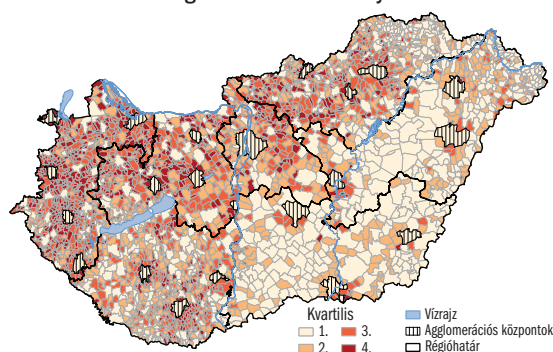 Kvartilis
1.
2.
3.
4.
Vízrajz
Agglomerációs központok
Régióhatár